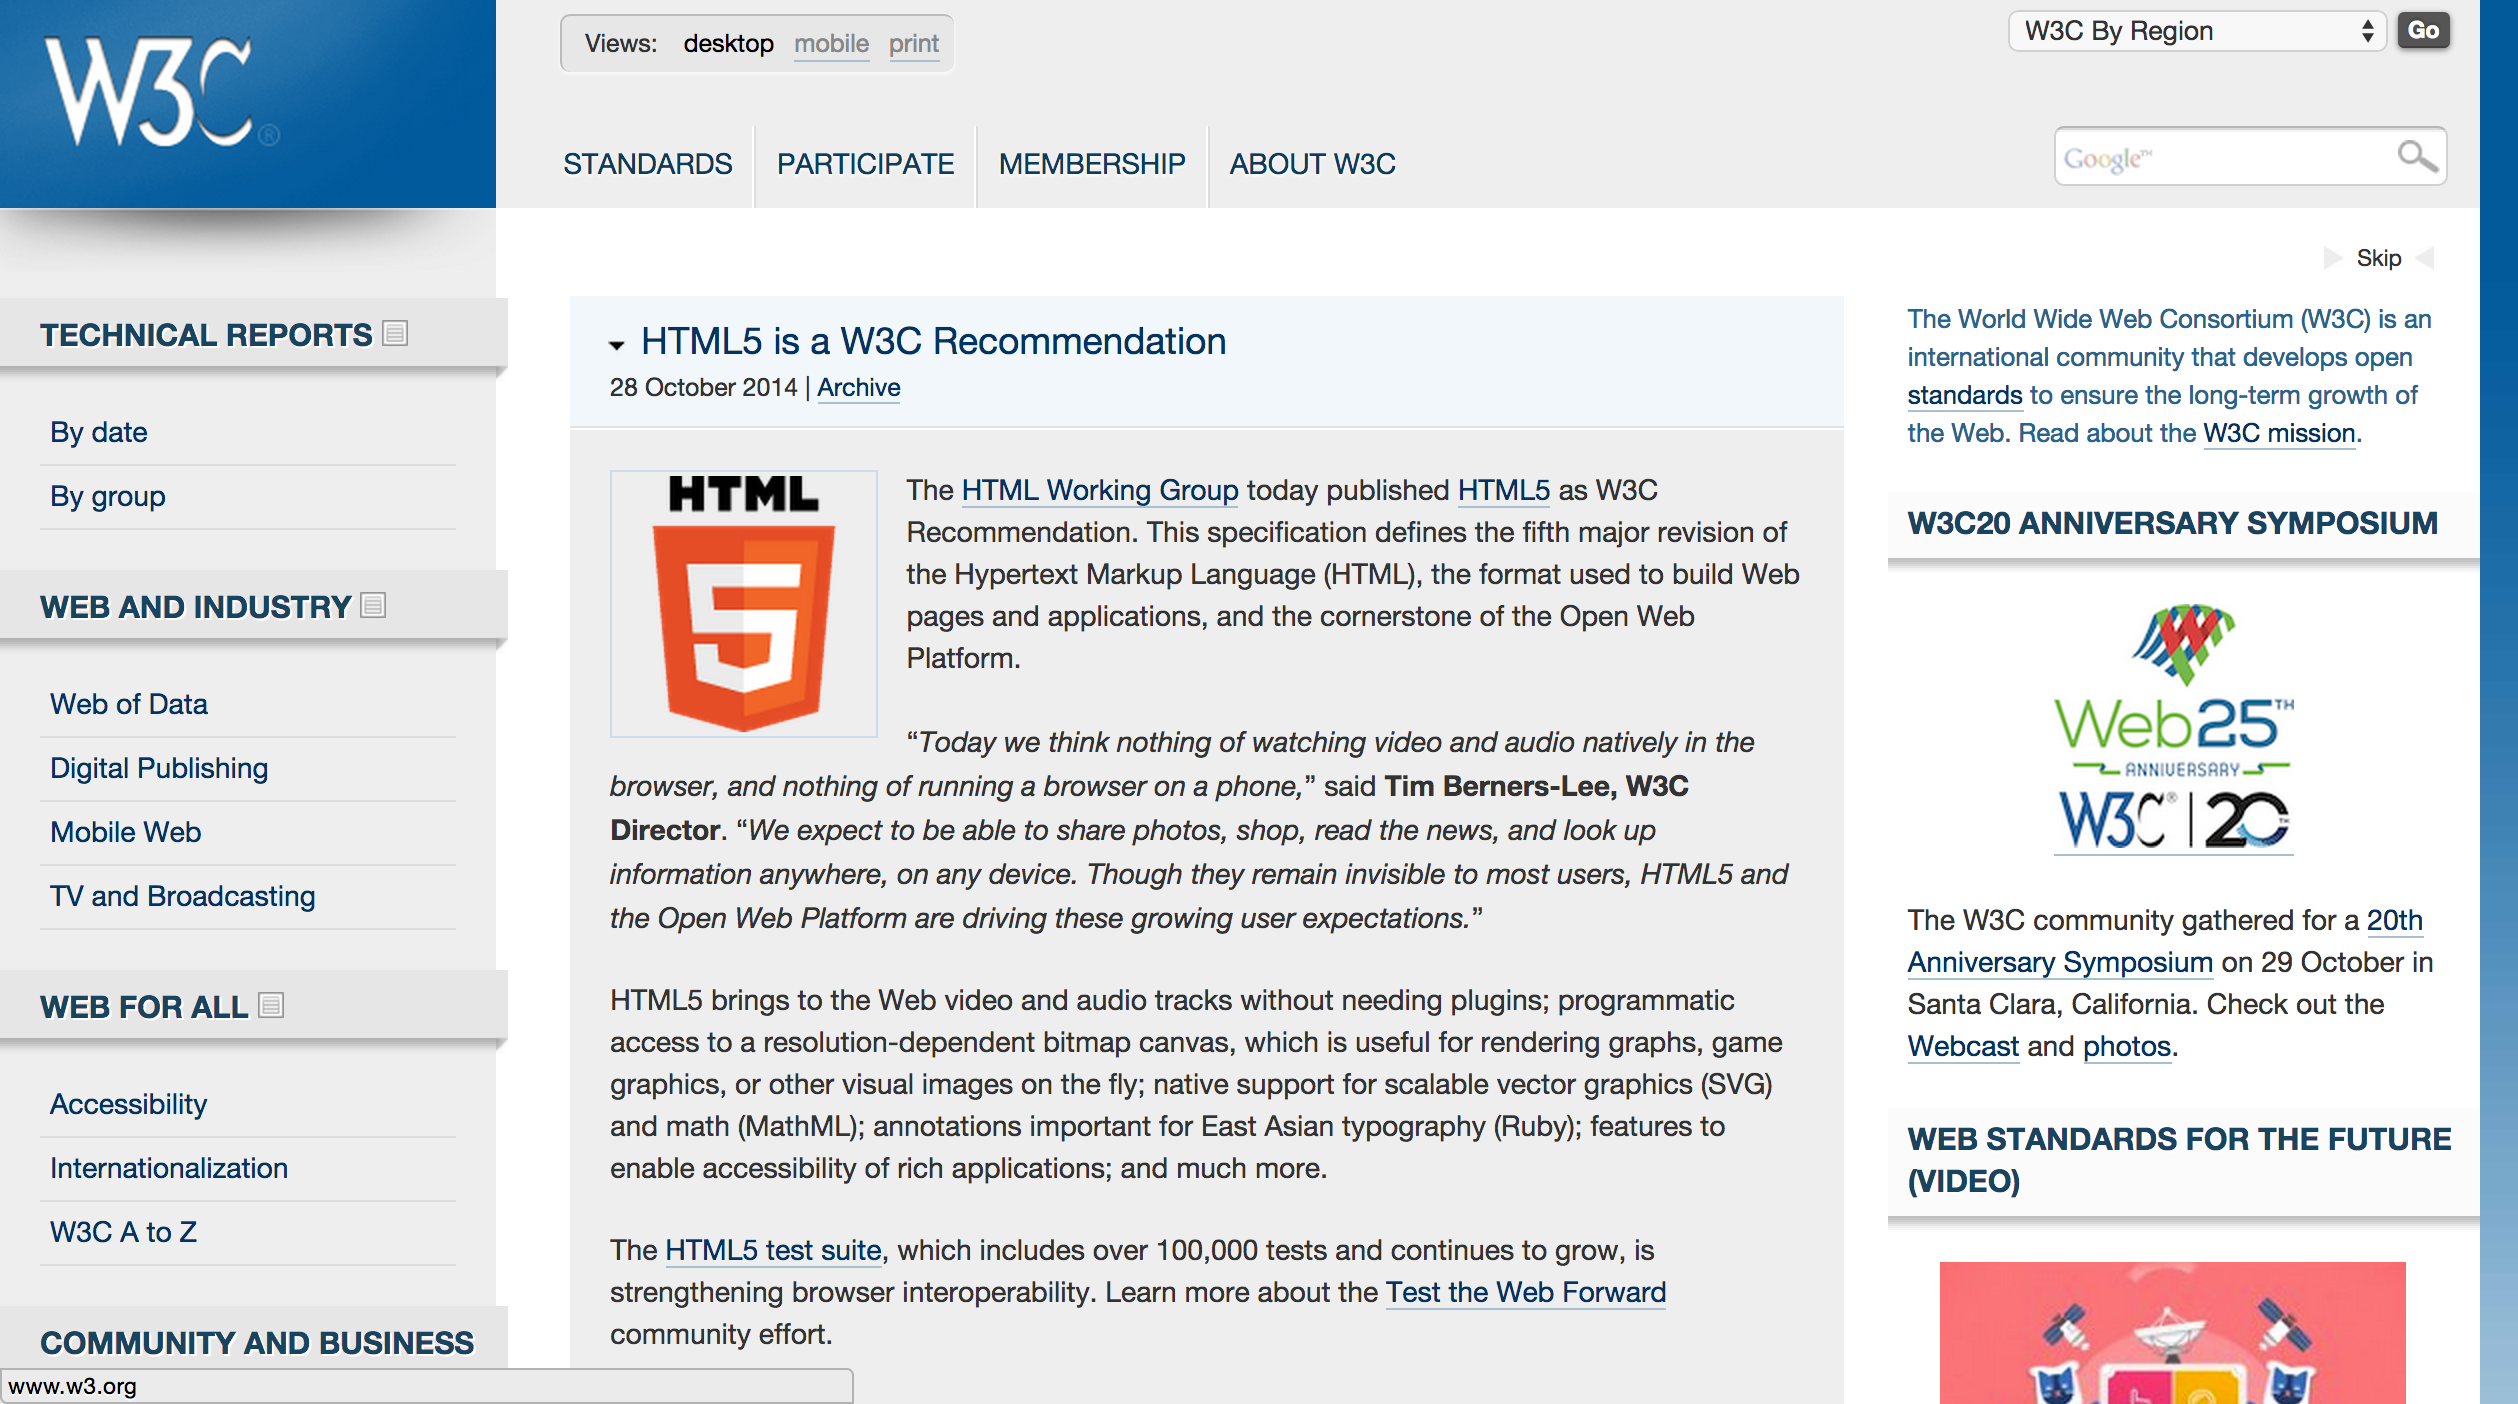 W3C®
Views: desktop mobile print
W3C By Region
Go
STANDARDS
PARTICIPATE
MEMBERSHIP
ABOUT W3C
Google™
Skip
TECHNICAL REPORTS
By date
By group
WEB AND INDUSTRY
Web of Data
Digital Publishing
Mobile Web
TV and Broadcasting
WEB FOR ALL
Accessibility
Internationalization
W3C A to Z
COMMUNITY AND BUSINESS
www.w3.org
HTML5 is a W3C Recommendation
28 October 2014 | Archive
HTML
5
The HTML Working Group today published HTML5 as W3C
Recommendation. This specification defines the fifth major revision of
the Hypertext Markup Language (HTML), the format used to build Web
pages and applications, and the cornerstone of the Open Web
Platform.
“Today we think nothing of watching video and audio natively in the
browser, and nothing of running a browser on a phone,” said Tim Berners-Lee, W3C
Director. “We expect to be able to share photos, shop, read the news, and look up
information anywhere, on any device. Though they remain invisible to most users, HTML5 and
the Open Web Platform are driving these growing user expectations.”
HTML5 brings to the Web video and audio tracks without needing plugins; programmatic
access to a resolution-dependent bitmap canvas, which is useful for rendering graphs, game
graphics, or other visual images on the fly; native support for scalable vector graphics (SVG)
and math (MathML); annotations important for East Asian typography (Ruby); features to
enable accessibility of rich applications; and much more.
The HTML5 test suite, which includes over 100,000 tests and continues to grow, is
strengthening browser interoperability. Learn more about the Test the Web Forward
community effort.
The World Wide Web Consortium (W3C) is an
international community that develops open
standards to ensure the long-term growth of
the Web. Read about the W3C mission.
W3C20 ANNIVERSARY SYMPOSIUM
Web25TH
ANNIVERSARY
W3C® | 20TH
The W3C community gathered for a 20th
Anniversary Symposium on 29 October in
Santa Clara, California. Check out the
Webcast and photos.
WEB STANDARDS FOR THE FUTURE
(VIDEO)